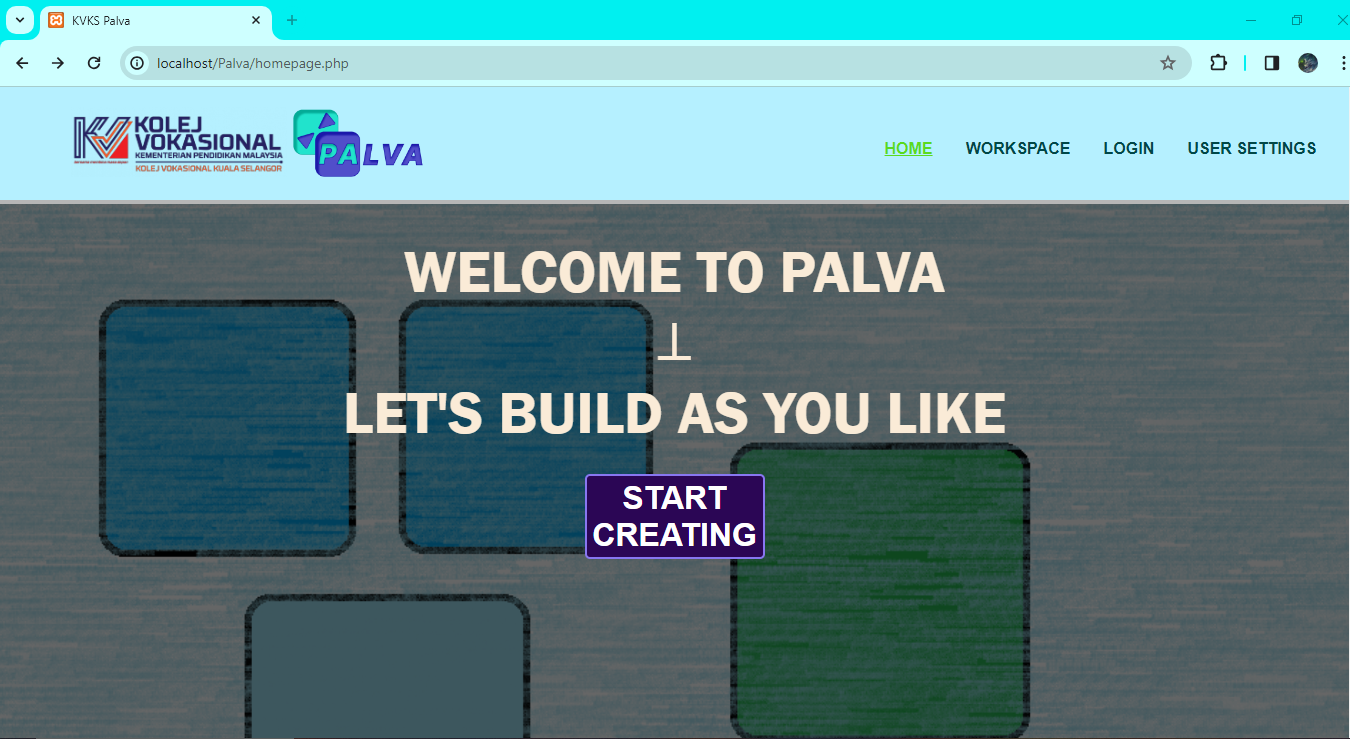 KVKS Palva
localhost/Palva/homepage.php
KOLEJ
VOKASIONAL
KEMENTERIAN PENDIDIKAN MALAYSIA
KOLEJ VOKASIONAL KUALA SELANGOR
PALVA
HOME WORKSPACE LOGIN USER SETTINGS
WELCOME TO PALVA
⊥
LET'S BUILD AS YOU LIKE
START
CREATING